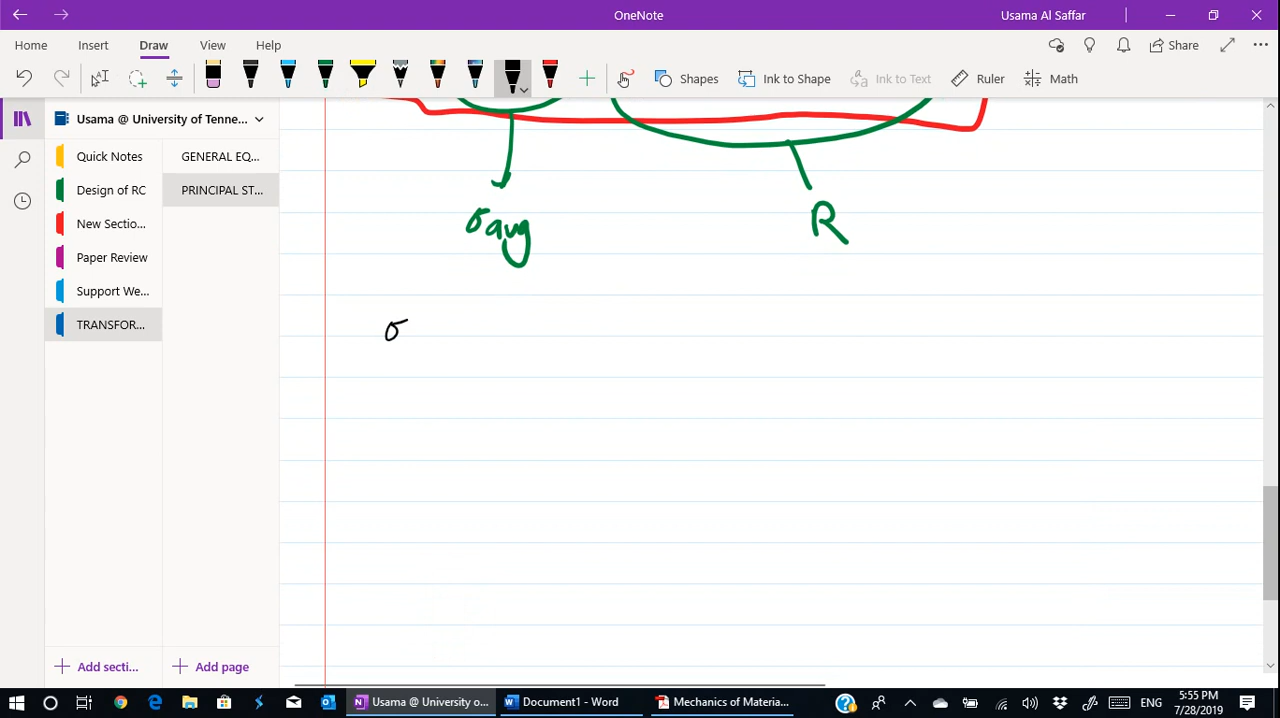 OneNote
Usama Al Saffar
Home Insert Draw View Help
Share
Shapes Ink to Shape Ink to Text Ruler Math
Usama @ University of Tenne...
Quick Notes
Design of RC
New Sectio...
Paper Review
Support We...
TRANSFOR...
GENERAL EQ...
PRINCIPAL ST...
σavg
R
σ
Add secti... Add page
Usama @ University o... Document1 - Word Mechanics of Materia... ENG 5:55 PM
7/28/2019